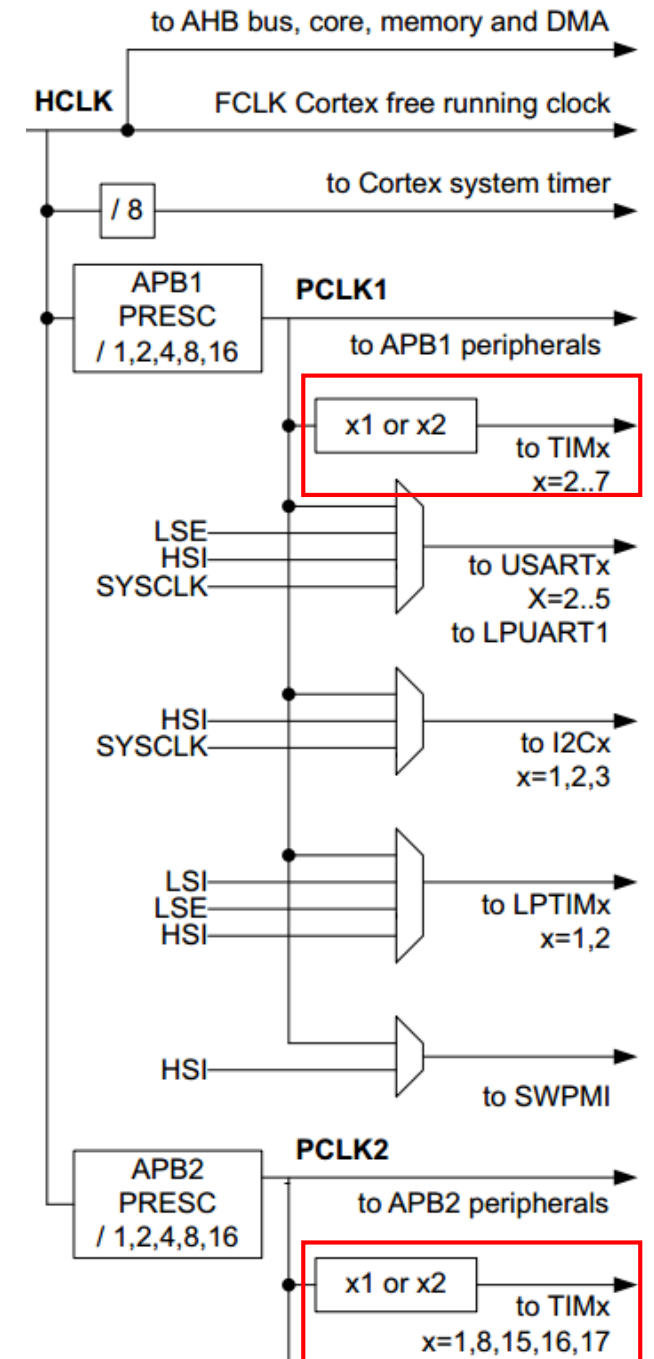 to AHB bus, core, memory and DMA
HCLK
FCLK Cortex free running clock
to Cortex system timer
/ 8
APB1
PRESC
/ 1,2,4,8,16
PCLK1
to APB1 peripherals
x1 or x2
to TIMx
x=2..7
LSE
HSI
SYSCLK
to USARTx
X=2..5
to LPUART1
HSI
SYSCLK
to I2Cx
x=1,2,3
LSI
LSE
HSI
to LPTIMx
x=1,2
HSI
to SWPMI
APB2
PRESC
/ 1,2,4,8,16
PCLK2
to APB2 peripherals
x1 or x2
to TIMx
x=1,8,15,16,17